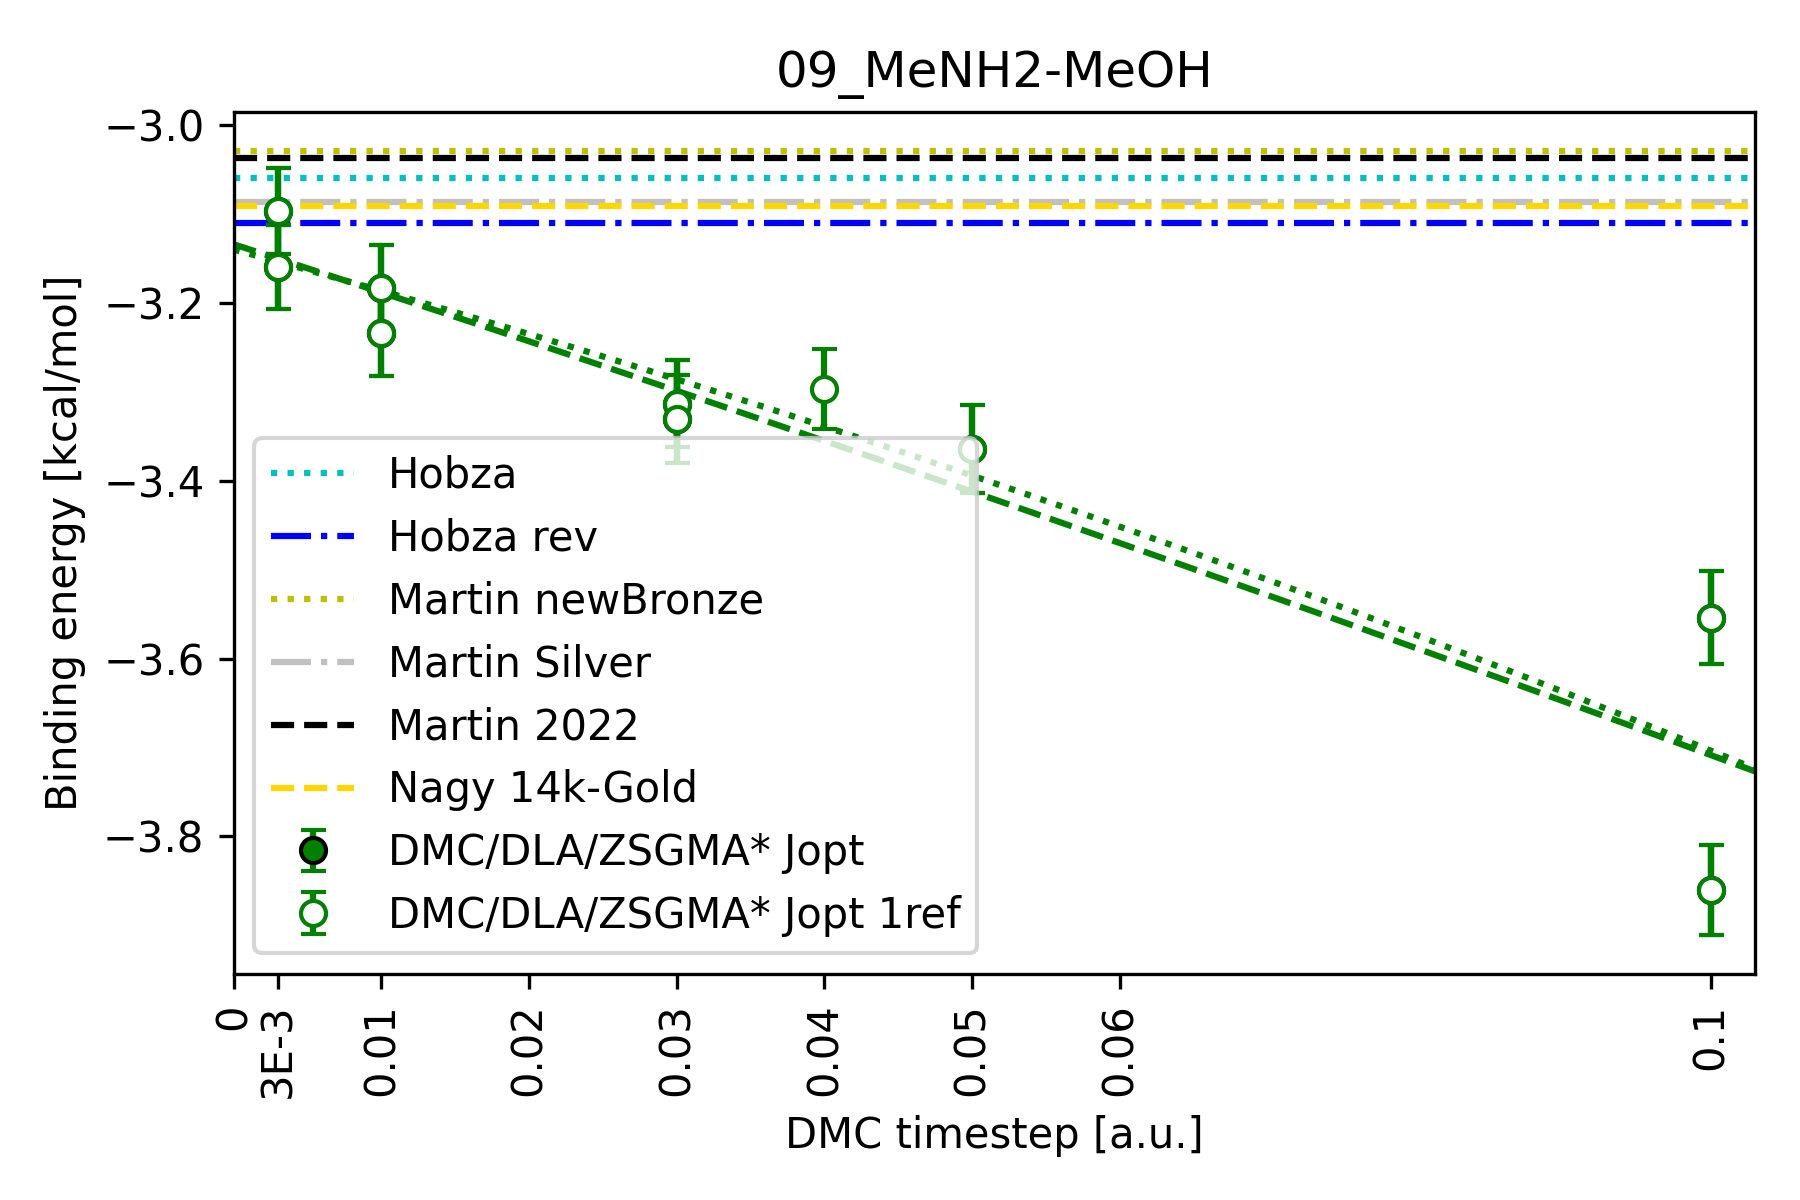 09_MeNH2-MeOH
Binding energy [kcal/mol]
−3.0
−3.2
−3.4
−3.6
−3.8
Hobza
Hobza rev
Martin newBronze
Martin Silver
Martin 2022
Nagy 14k-Gold
DMC/DLA/ZSGMA* Jopt
DMC/DLA/ZSGMA* Jopt 1ref
0
3E-3
0.01
0.02
0.03
0.04
0.05
0.06
0.1
DMC timestep [a.u.]